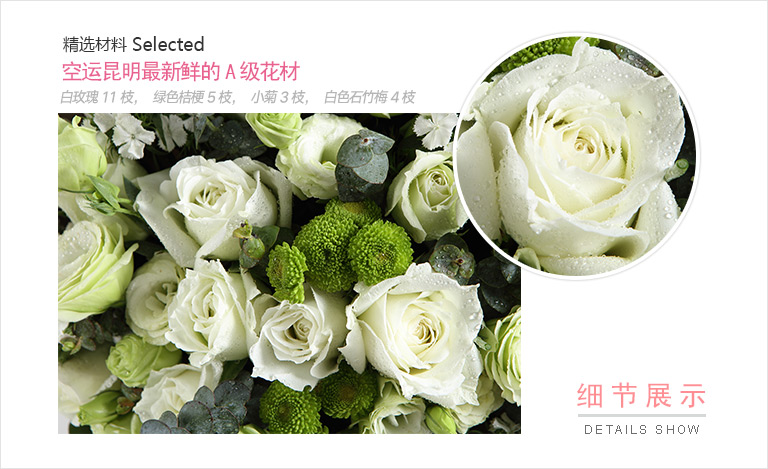 精选材料 Selected
空运昆明最新鲜的 A 级花材
白玫瑰 11 枝， 绿色桔梗 5 枝， 小菊 3 枝， 白色石竹梅 4 枝
细节展示
DETAILS SHOW